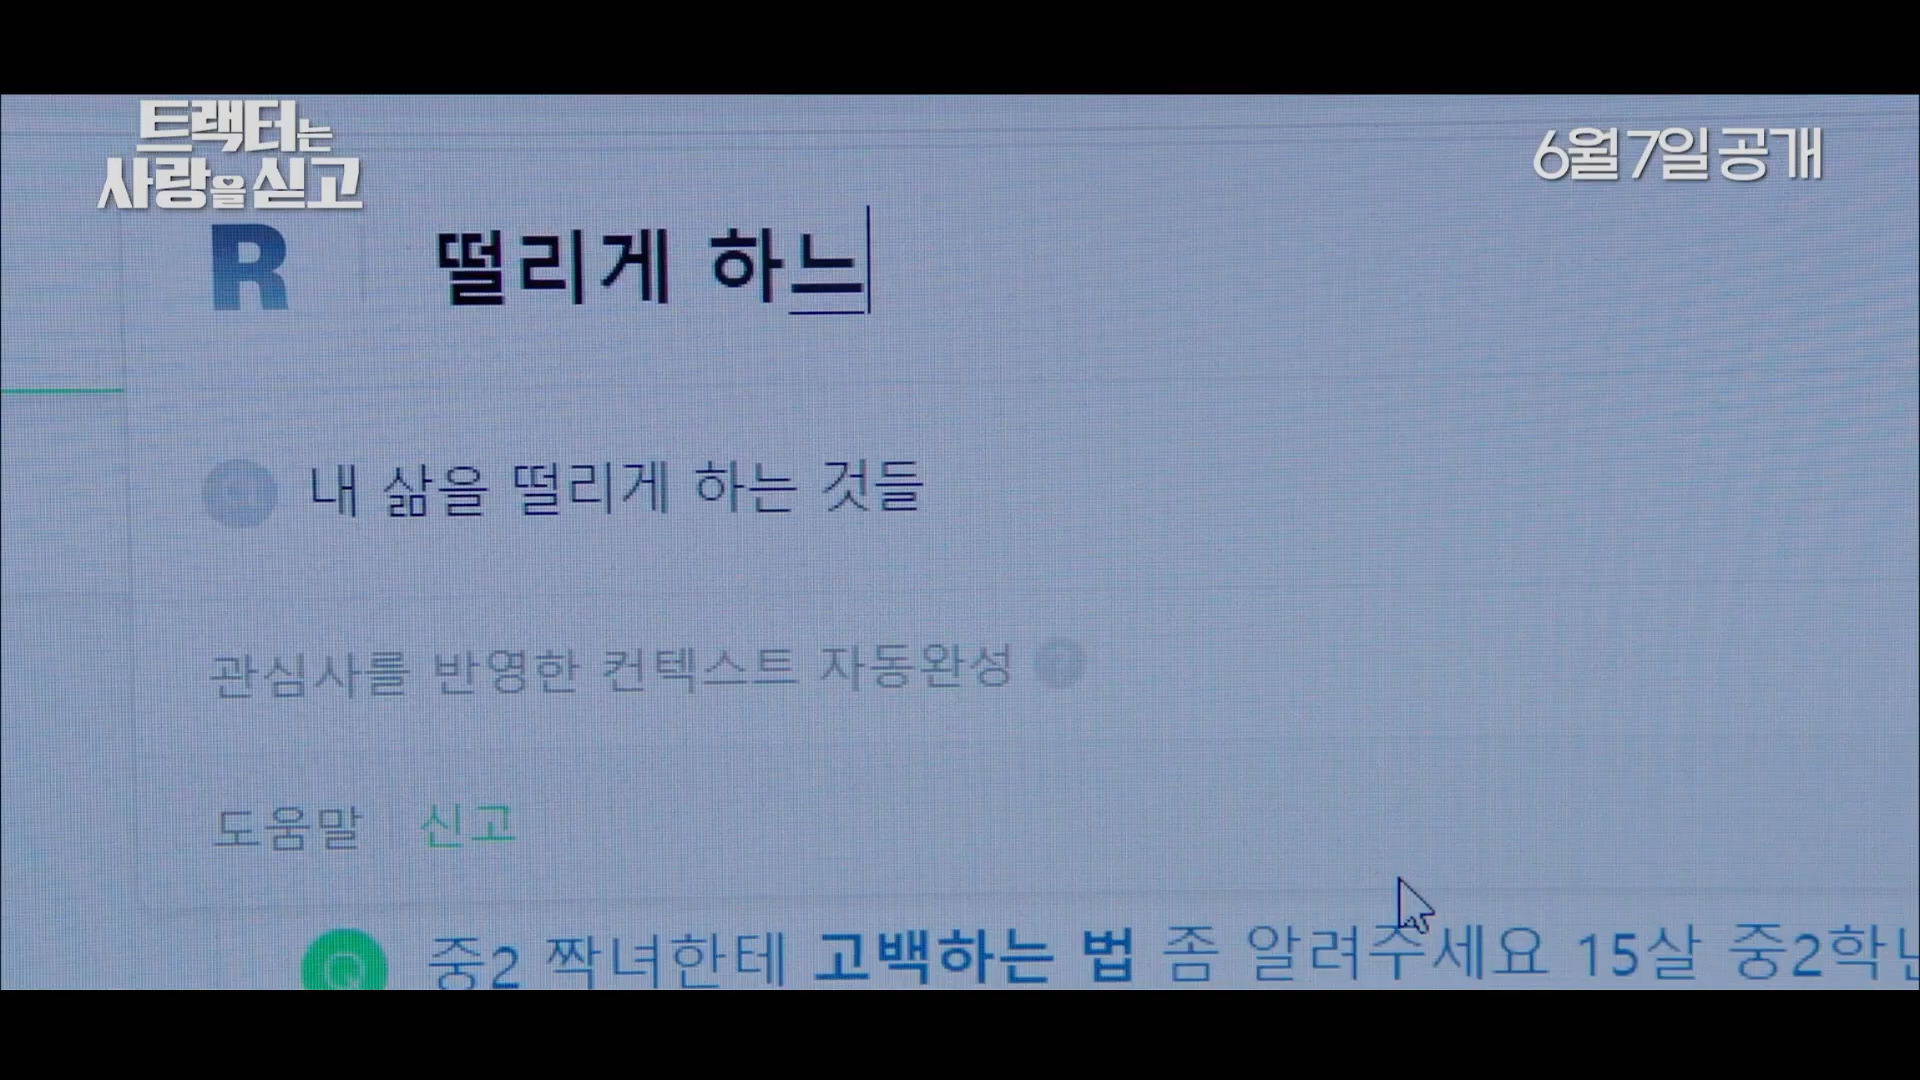 트랙터는
사랑을 싣고
6월 7일 공개
R 떨리게 하느
내 삶을 떨리게 하는 것들
관심사를 반영한 컨텍스트 자동완성 ?
도움말 신고
Q 중2 짝녀한테 고백하는 법 좀 알려주세요 15살 중2학년